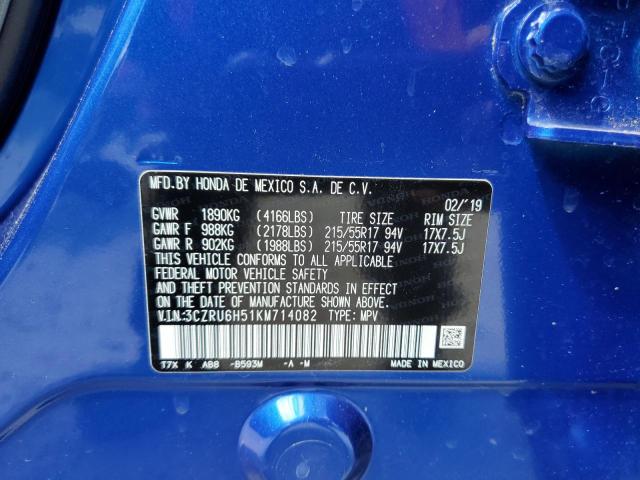 MFD.BY HONDA DE MEXICO S.A. DE C.V.
02/'19
GVWR 1890KG (4166LBS) TIRE SIZE RIM SIZE
GAWR F 988KG (2178LBS) 215/55R17 94V 17X7.5J
GAWR R 902KG (1988LBS) 215/55R17 94V 17X7.5J
THIS VEHICLE CONFORMS TO ALL APPLICABLE
FEDERAL MOTOR VEHICLE SAFETY
AND THEFT PREVENTION STANDARDS IN EFFECT
ON THE DATE OF MANUFACTURE SHOWN ABOVE.
V.I.N:3CZRU6H51KM714082 TYPE: MPV
T7X K AB8 -B593M -A -M
MADE IN MEXICO